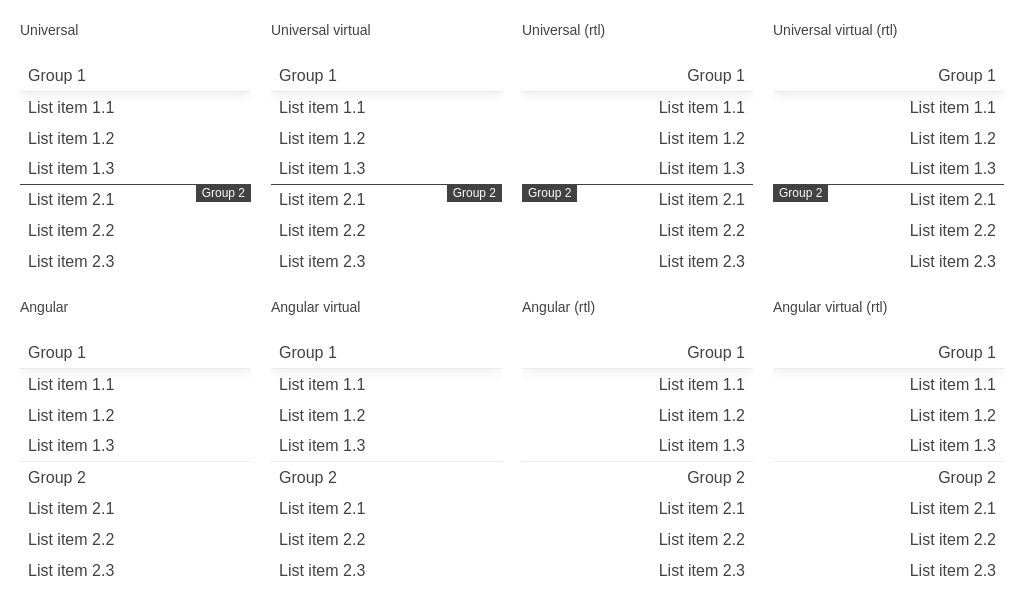 Universal
Group 1
List item 1.1
List item 1.2
List item 1.3
Group 2
List item 2.1
List item 2.2
List item 2.3
Universal virtual
Group 1
List item 1.1
List item 1.2
List item 1.3
Group 2
List item 2.1
List item 2.2
List item 2.3
Universal (rtl)
Group 1
List item 1.1
List item 1.2
List item 1.3
Group 2
List item 2.1
List item 2.2
List item 2.3
Universal virtual (rtl)
Group 1
List item 1.1
List item 1.2
List item 1.3
Group 2
List item 2.1
List item 2.2
List item 2.3
Angular
Group 1
List item 1.1
List item 1.2
List item 1.3
Group 2
List item 2.1
List item 2.2
List item 2.3
Angular virtual
Group 1
List item 1.1
List item 1.2
List item 1.3
Group 2
List item 2.1
List item 2.2
List item 2.3
Angular (rtl)
Group 1
List item 1.1
List item 1.2
List item 1.3
Group 2
List item 2.1
List item 2.2
List item 2.3
Angular virtual (rtl)
Group 1
List item 1.1
List item 1.2
List item 1.3
Group 2
List item 2.1
List item 2.2
List item 2.3